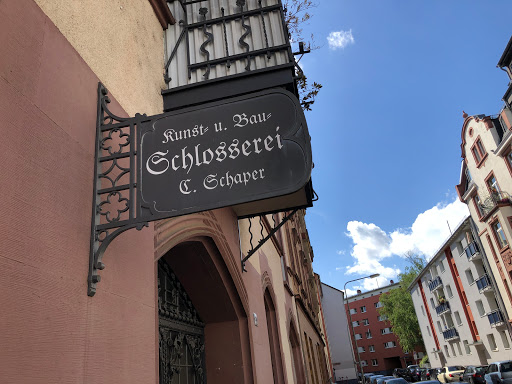 Kunst- u. Bau-
Schlosserei
C. Schaper